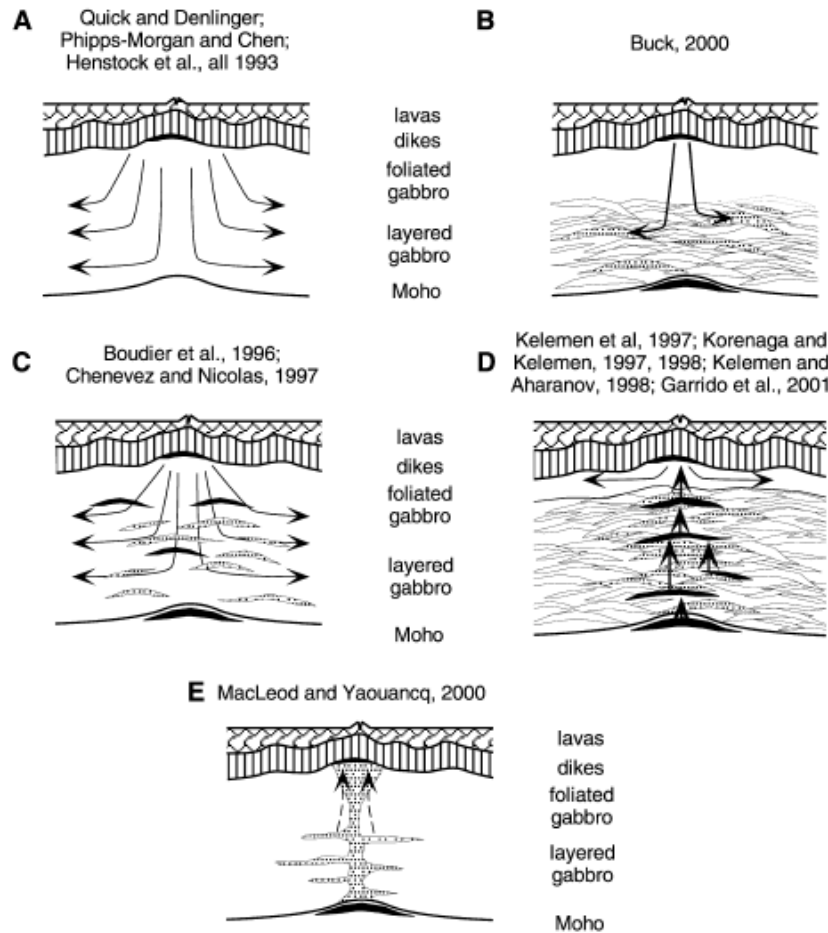 A
Quick and Denlinger;
Phipps-Morgan and Chen;
Henstock et al., all 1993
B
Buck, 2000
lavas
dikes
foliated
gabbro
layered
gabbro
Moho
C
Boudier et al., 1996;
Chenevez and Nicolas, 1997
D
Kelemen et al, 1997; Korenaga and
Kelemen, 1997, 1998; Kelemen and
Aharanov, 1998; Garrido et al., 2001
lavas
dikes
foliated
gabbro
layered
gabbro
Moho
E MacLeod and Yaouancq, 2000
lavas
dikes
foliated
gabbro
layered
gabbro
Moho